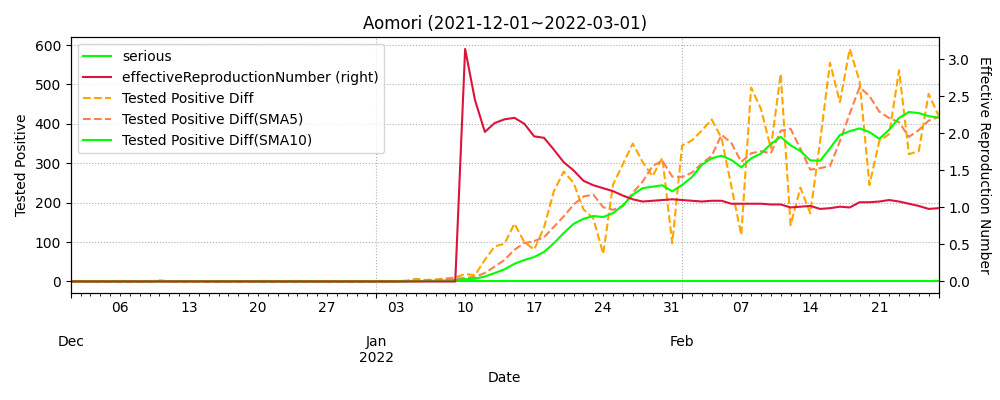 Aomori (2021-12-01~2022-03-01)
serious
effectiveReproductionNumber (right)
Tested Positive Diff
Tested Positive Diff(SMA5)
Tested Positive Diff(SMA10)
Tested Positive
600
500
400
300
200
100
0
3.0
2.5
2.0
1.5
1.0
0.5
0.0
Effective Reproduction Number
06 13 20 27 03 10 17 24 31 07 14 21
Dec Jan Feb
2022
Date